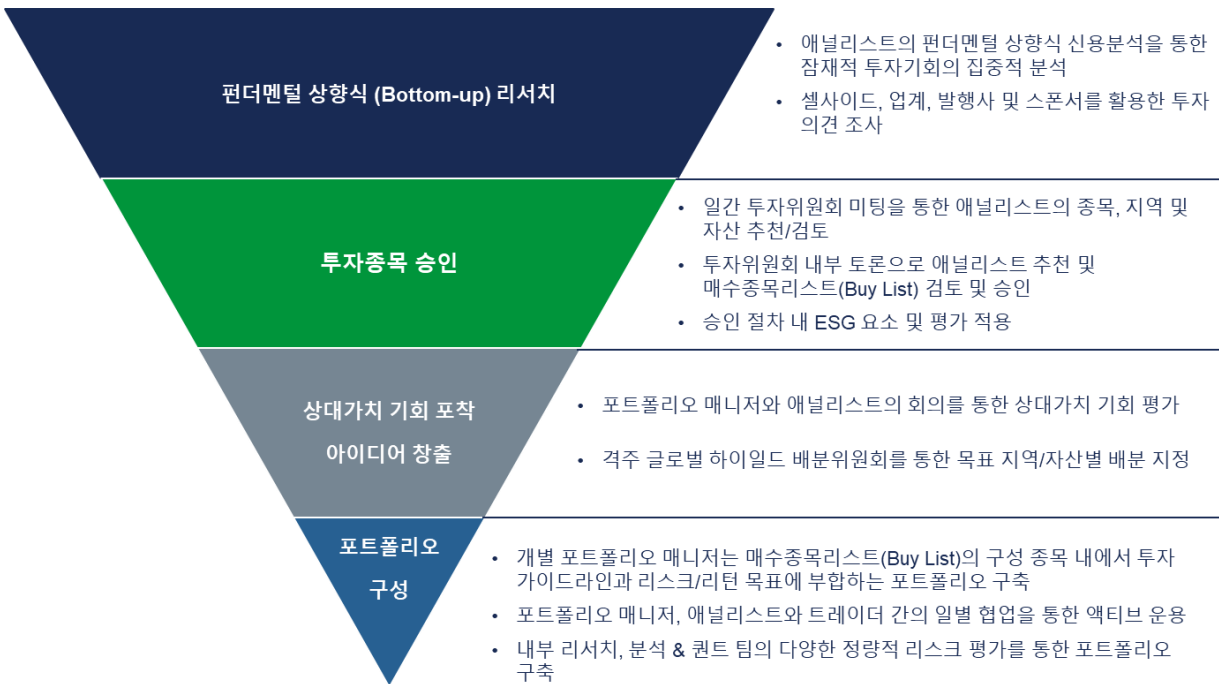 펀더멘털 상향식 (Bottom-up) 리서치
• 애널리스트의 펀더멘털 상향식 신용분석을 통한
잠재적 투자기회의 집중적 분석
• 셀사이드, 업계, 발행사 및 스폰서를 활용한 투자
의견 조사
투자종목 승인
• 일간 투자위원회 미팅을 통한 애널리스트의 종목, 지역 및
자산 추천/검토
• 투자위원회 내부 토론으로 애널리스트 추천 및
매수종목리스트(Buy List) 검토 및 승인
• 승인 절차 내 ESG 요소 및 평가 적용
상대가치 기회 포착
아이디어 창출
• 포트폴리오 매니저와 애널리스트의 회의를 통한 상대가치 기회 평가
• 격주 글로벌 하이일드 배분위원회를 통한 목표 지역/자산별 배분 지정
포트폴리오
구성
• 개별 포트폴리오 매니저는 매수종목리스트(Buy List)의 구성 종목 내에서 투자
가이드라인과 리스크/리턴 목표에 부합하는 포트폴리오 구축
• 포트폴리오 매니저, 애널리스트와 트레이더 간의 일별 협업을 통한 액티브 운용
• 내부 리서치, 분석 & 퀀트 팀의 다양한 정량적 리스크 평가를 통한 포트폴리오
구축